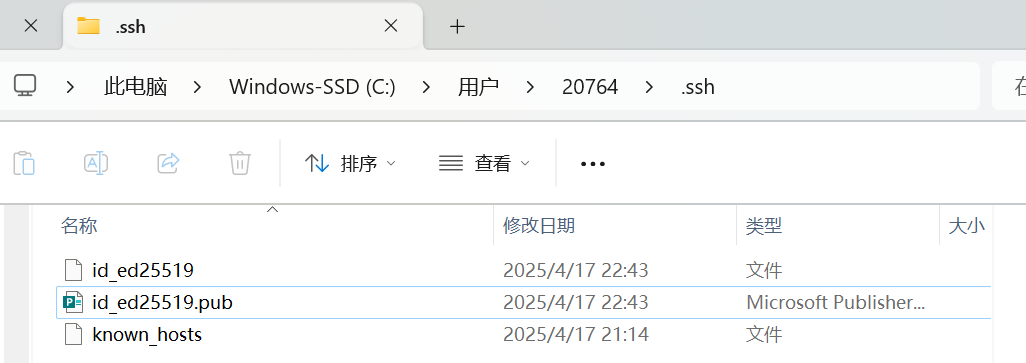 .ssh
此电脑 Windows-SSD (C:) 用户 20764 .ssh
排序 查看
名称 修改日期 类型 大小
id_ed25519 2025/4/17 22:43 文件
id_ed25519.pub 2025/4/17 22:43 Microsoft Publisher...
known_hosts 2025/4/17 21:14 文件